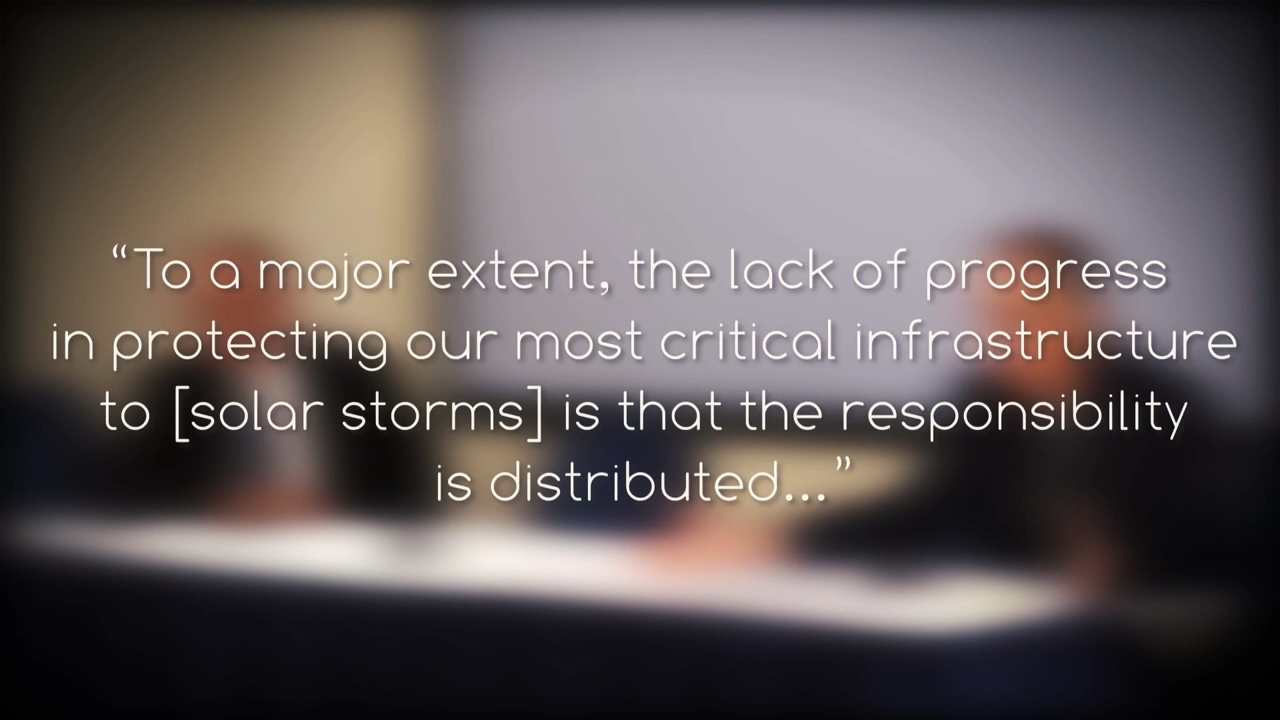 “To a major extent, the lack of progress
in protecting our most critical infrastructure
to [solar storms] is that the responsibility
is distributed...”